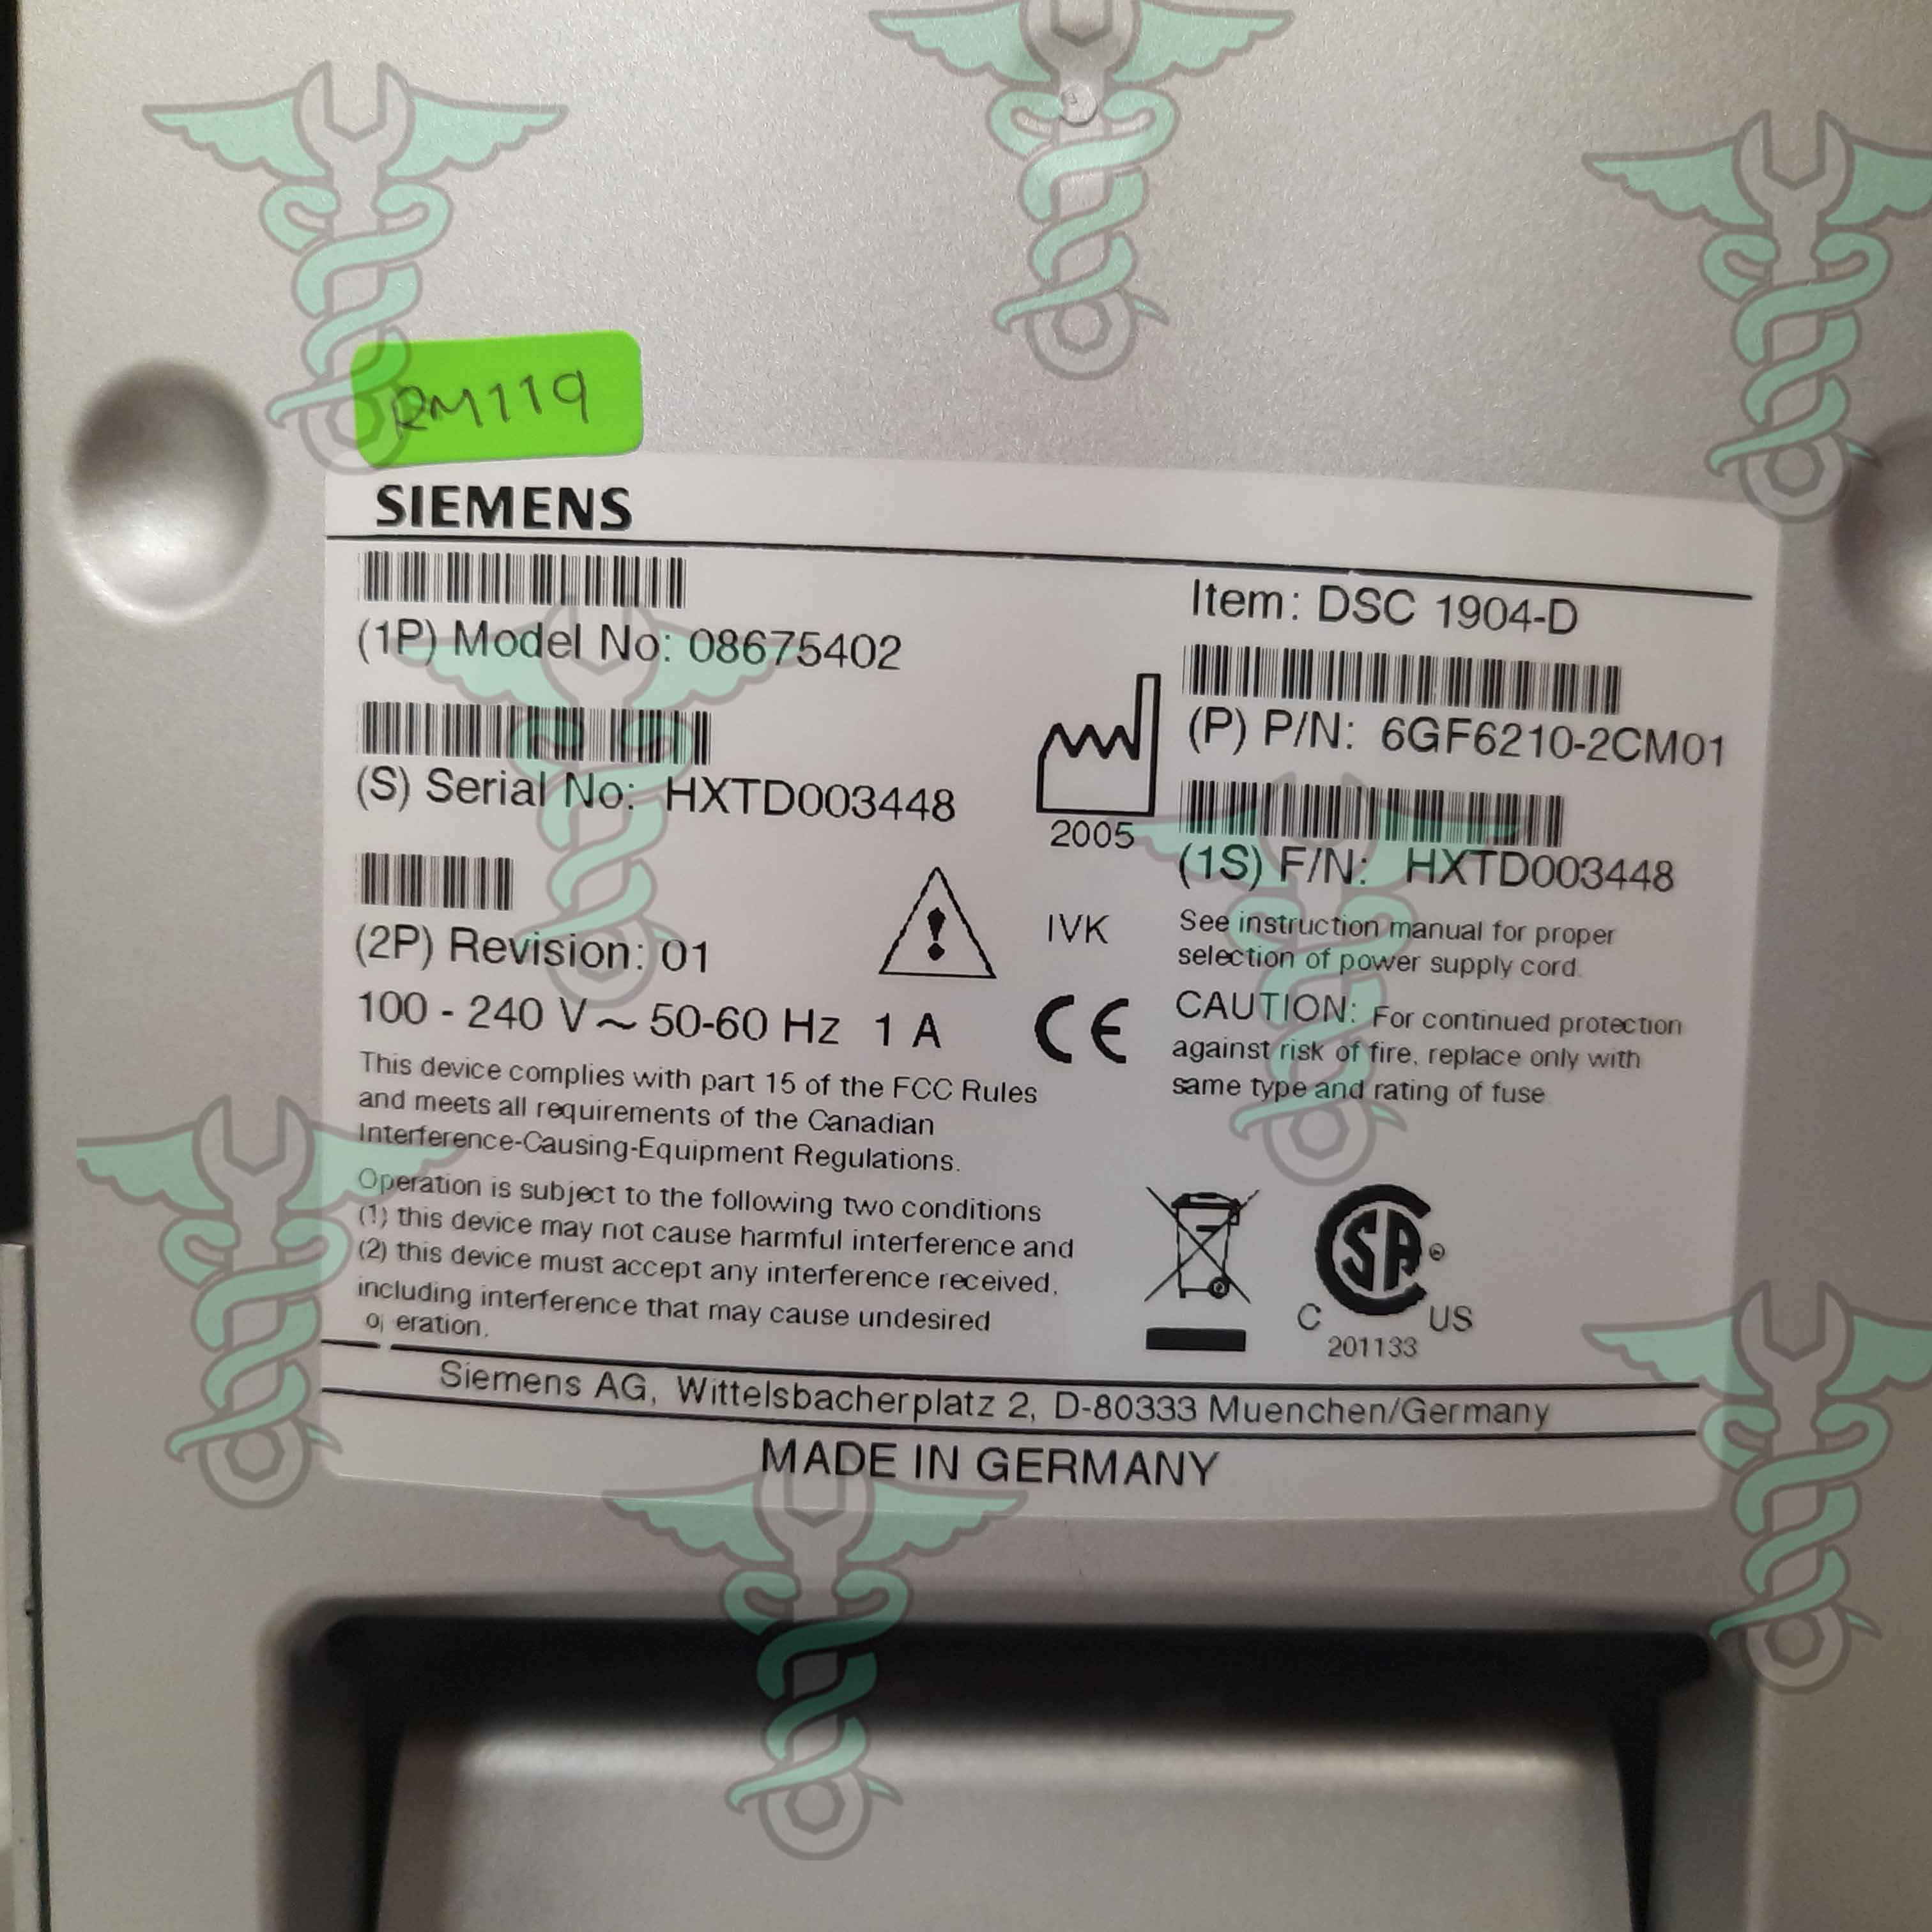 RM119
SIEMENS
(1P) Model No: 08675402
(S) Serial No: HXTD003448
(2P) Revision: 01
100 - 240 V ~ 50-60 Hz 1 A
This device complies with part 15 of the FCC Rules
and meets all requirements of the Canadian
Interference-Causing-Equipment Regulations.
Operation is subject to the following two conditions
(1) this device may not cause harmful interference and
(2) this device must accept any interference received,
including interference that may cause undesired
operation.
2005
IVK
CE
Item: DSC 1904-D
(P) P/N: 6GF6210-2CM01
(1S) F/N: HXTD003448
See instruction manual for proper
selection of power supply cord.
CAUTION: For continued protection
against risk of fire, replace only with
same type and rating of fuse
CSA ®
C US
201133
Siemens AG, Wittelsbacherplatz 2, D-80333 Muenchen/Germany
MADE IN GERMANY